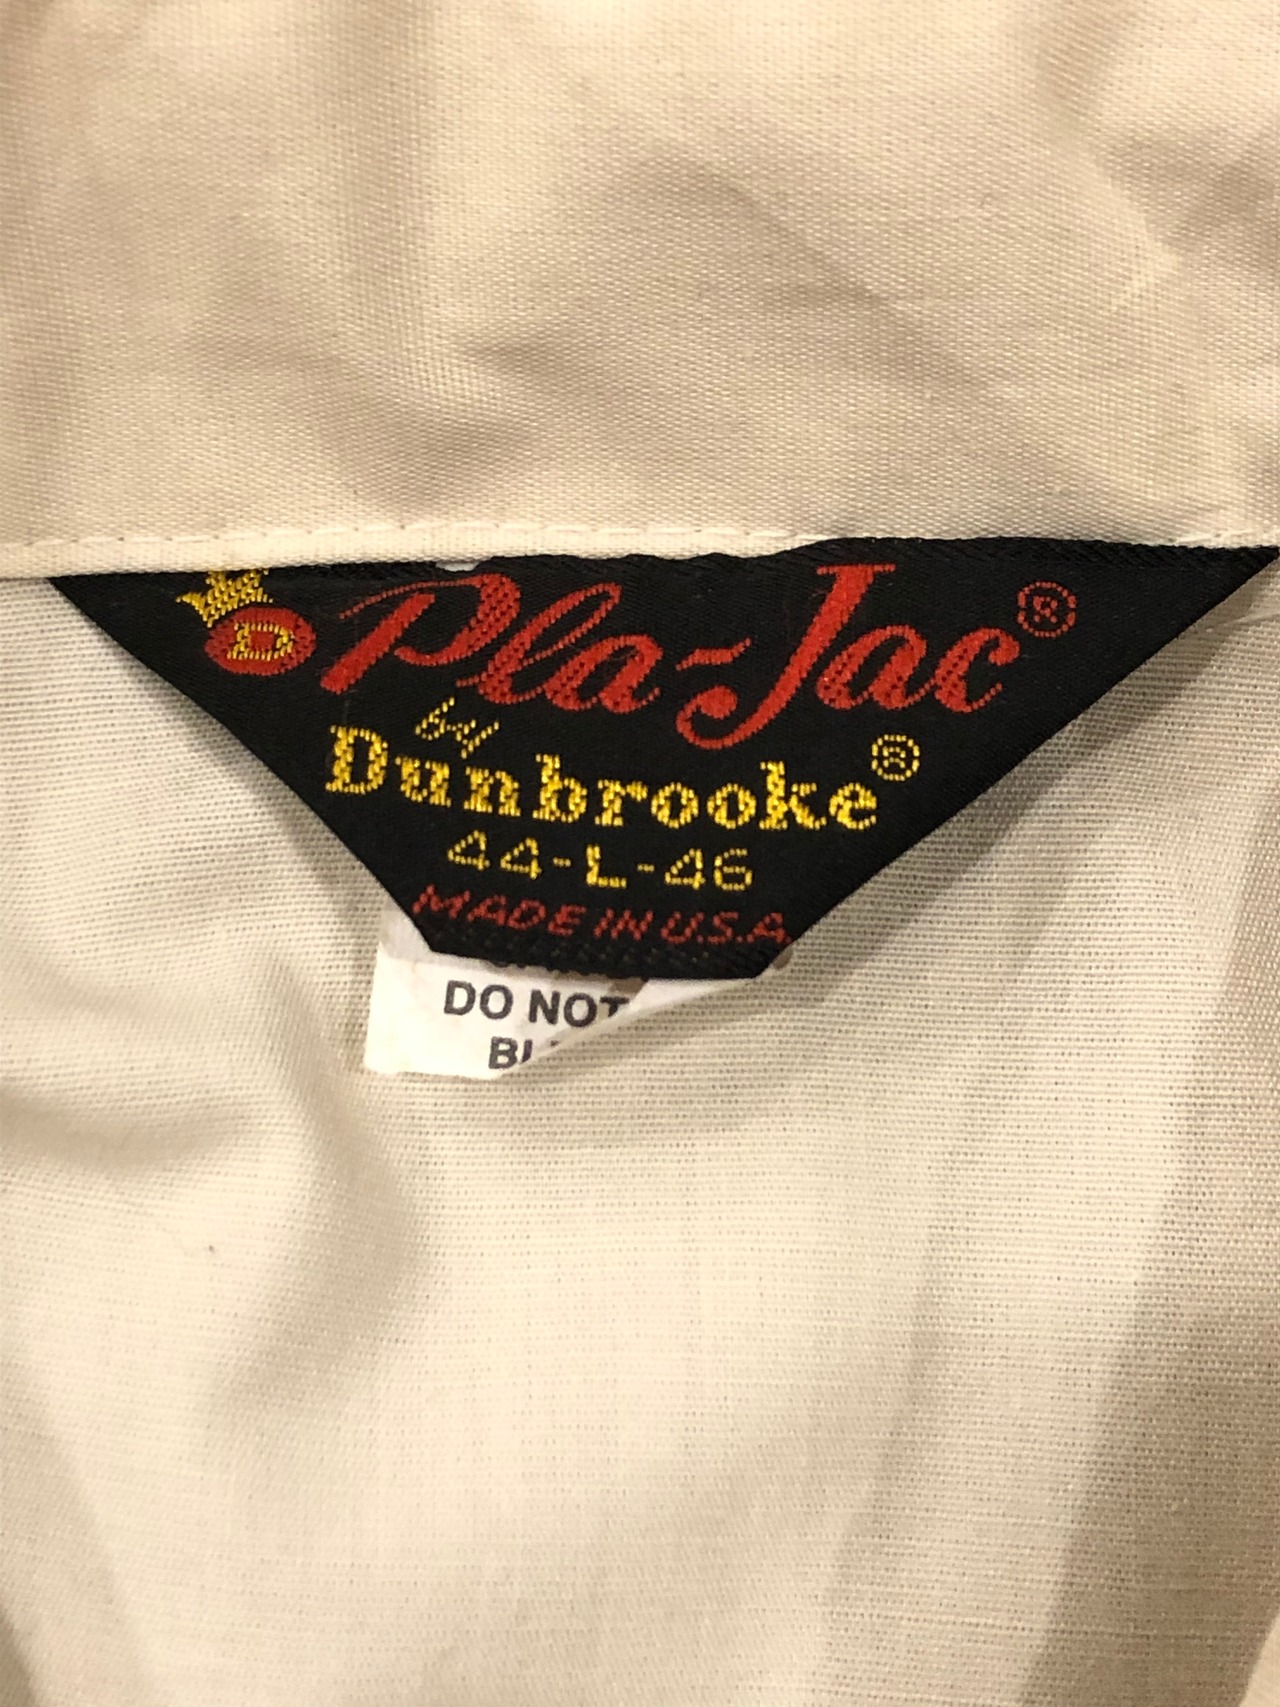 D
Pla-Jac®
by
Dunbrooke®
44-L-46
MADE IN U.S.A.
DO NOT